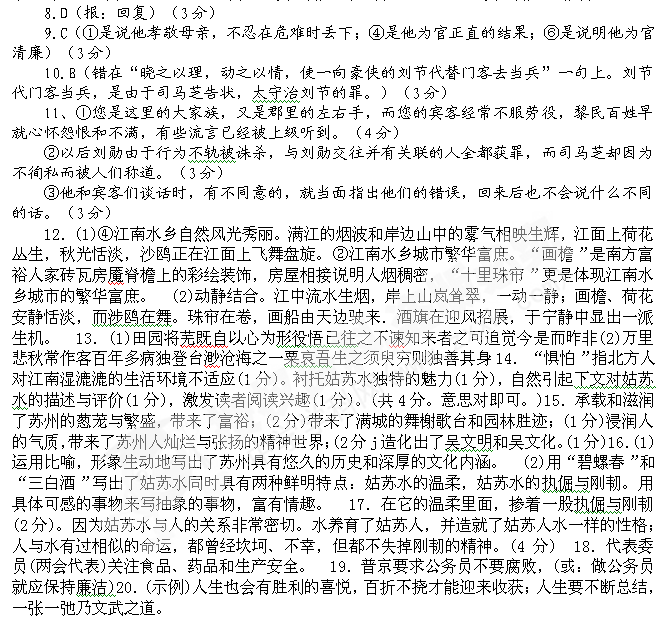 8.D（报：回复）（3分）
9.C（①是说他孝敬母亲，不忍在危难时丢下；④是他为官正直的结果；⑥是说明他为官
清廉）（3分）
10.B（错在“晓之以理，动之以情，使一向豪侠的刘节代替门客去当兵”一句上。刘节
代门客当兵，是由于司马芝告状，太守治刘节的罪。）（3分）
11、①您是这里的大家族，又是郡里的左右手，而您的宾客经常不服劳役，黎民百姓早
就心怀怨恨和不满，有些流言已经被上级听到。（4分）
②以后刘勋由于行为不轨被诛杀，与刘勋交往并有关联的人全都获罪，而司马芝却因为
不徇私而被人们称道。（3分）
③他和宾客们谈话时，有不同意的，就当面指出他们的错误，回来后也不会说什么不同
的话。（3分）
12．(1)④江南水乡自然风光秀丽。满江的烟波和岸边山中的雾气相映生辉，江面上荷花
丛生，秋光恬淡，沙鸥正在江面上飞舞盘旋。②江南水乡城市繁华富庶。“画檐”是南方富
裕人家砖瓦房屋脊檐上的彩绘装饰，房屋相接说明人烟稠密，“十里珠帘”更是体现江南水
乡城市的繁华富庶。 (2)动静结合。江中流水生烟，岸上山岚耸翠，一动一静；画檐、荷花
安静恬淡，而涉鸥在舞。珠帘在卷，画船由天边驶来．酒旗在迎风招展，于宁静中显出一派
生机。 13．(1)田园将芜既自以心为形役悟已往之不谏知来者之可追觉今是而昨非(2)万里
悲秋常作客百年多病独登台渺沧海之一粟哀吾生之须臾穷则独善其身14．“惧怕”指北方人
对江南湿漉漉的生活环境不适应(1分)。衬托姑苏水独特的魅力(1分)，自然引起下文对姑苏
水的描述与评价(1分)，激发读者阅读兴趣(1分)。(共4分。意思对即可。)15．承载和滋润
了苏州的葱茏与繁盛，带来了富裕；(2分)带来了满城的舞榭歌台和园林胜迹；(1分)浸润人
的气质，带来了苏州人灿烂与张扬的精神世界；(2分j造化出了吴文明和吴文化。(1分)16．(1)
运用比喻，形象生动地写出了苏州具有悠久的历史和深厚的文化内涵。 (2)用“碧螺春”和
“三白酒”写出了姑苏水同时具有两种鲜明特点：姑苏水的温柔，姑苏水的执倔与刚韧。用
具体可感的事物来写抽象的事物，富有情趣。 17．在它的温柔里面，掺着一股执倔与刚韧
(2分)。因为姑苏水与人的关系非常密切。水养育了姑苏人，并造就了姑苏人水一样的性格；
人与水有过相似的命运，都曾经坎坷、不幸，但都不失掉刚韧的精神。(4 分) 18．代表委
员(两会代表)关注食品、药品和生产安全。 19．普京要求公务员不要腐败，(或：做公务员
就应保持廉洁)20．(示例)人生也会有胜利的喜悦，百折不挠才能迎来收获；人生要不断总结，
一张一弛乃文武之道。